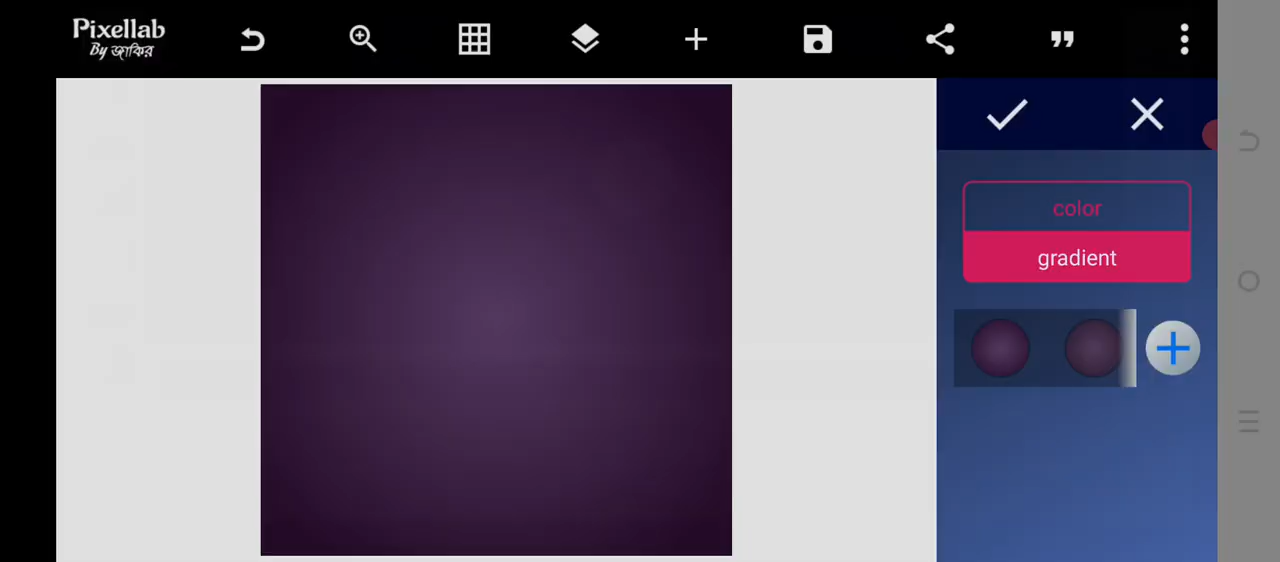 Pixellab
By জাকির
color
gradient